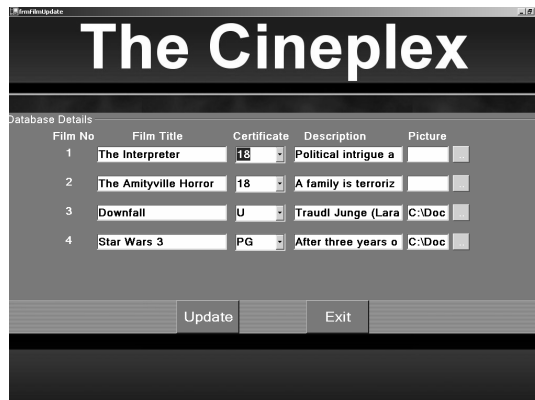 frmFilmUpdate
The Cineplex
Database Details
Film No Film Title Certificate Description Picture
1 The Interpreter 18 Political intrigue a
2 The Amityville Horror 18 A family is terroriz
3 Downfall U Traudl Junge (Lara C:\Doc
4 Star Wars 3 PG After three years o C:\Doc
Update Exit